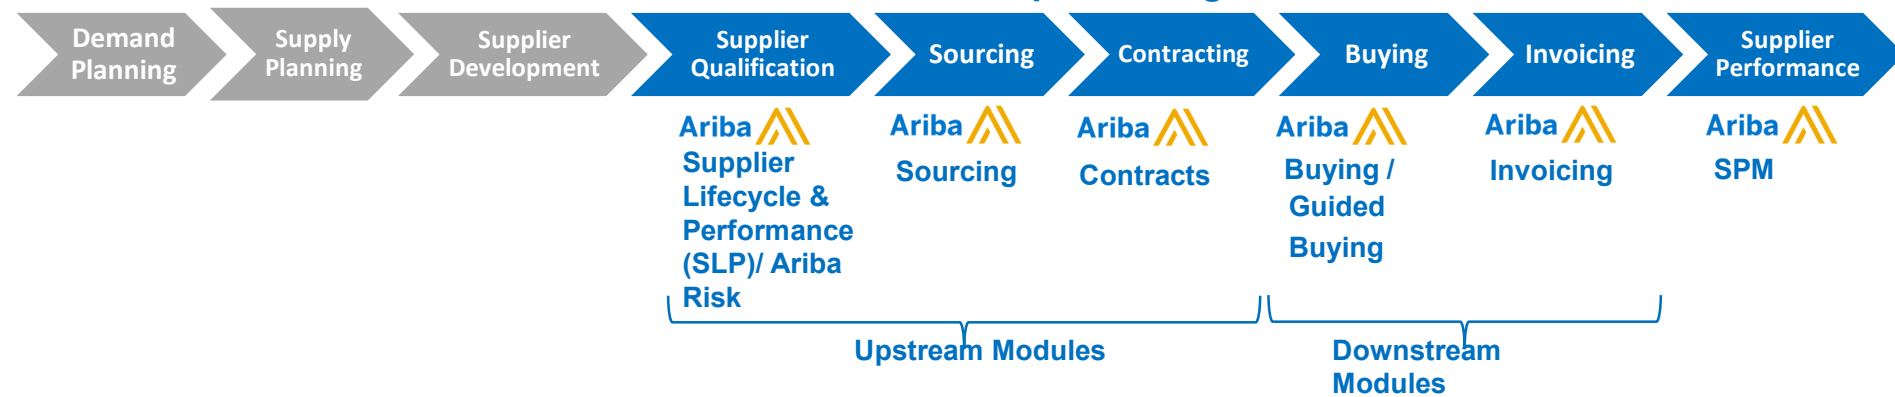 Demand
Planning
Supply
Planning
Supplier
Development
Supplier
Qualification
Sourcing
Contracting
Buying
Invoicing
Supplier
Performance
Ariba
Supplier
Lifecycle &
Performance
(SLP)/ Ariba
Risk
Ariba
Sourcing
Ariba
Contracts
Ariba
Buying /
Guided
Buying
Ariba
Invoicing
Ariba
SPM
Upstream Modules
Downstream
Modules